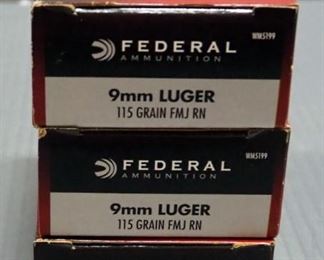 FEDERAL
AMMUNITION
WM5199
9mm LUGER
115 GRAIN FMJ RN
FEDERAL
AMMUNITION
WM5199
9mm LUGER
115 GRAIN FMJ RN